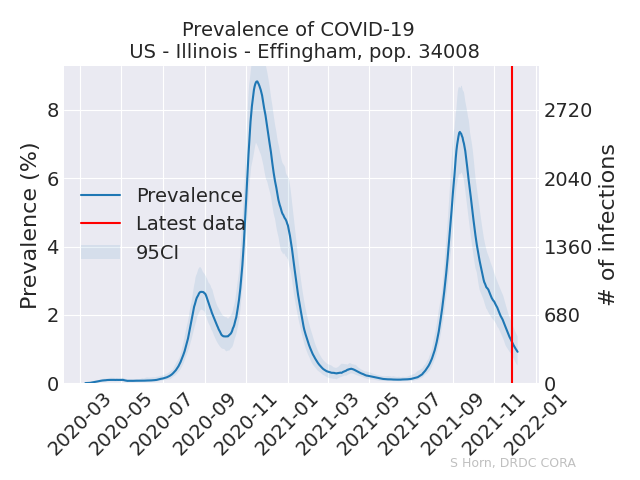 Prevalence of COVID-19
US - Illinois - Effingham, pop. 34008
Prevalence (%)
8
6
4
2
0
2720
2040
1360
680
0
# of infections
Prevalence
Latest data
95CI
2020-03
2020-05
2020-07
2020-09
2020-11
2021-01
2021-03
2021-05
2021-07
2021-09
2021-11
2022-01
S Horn, DRDC CORA